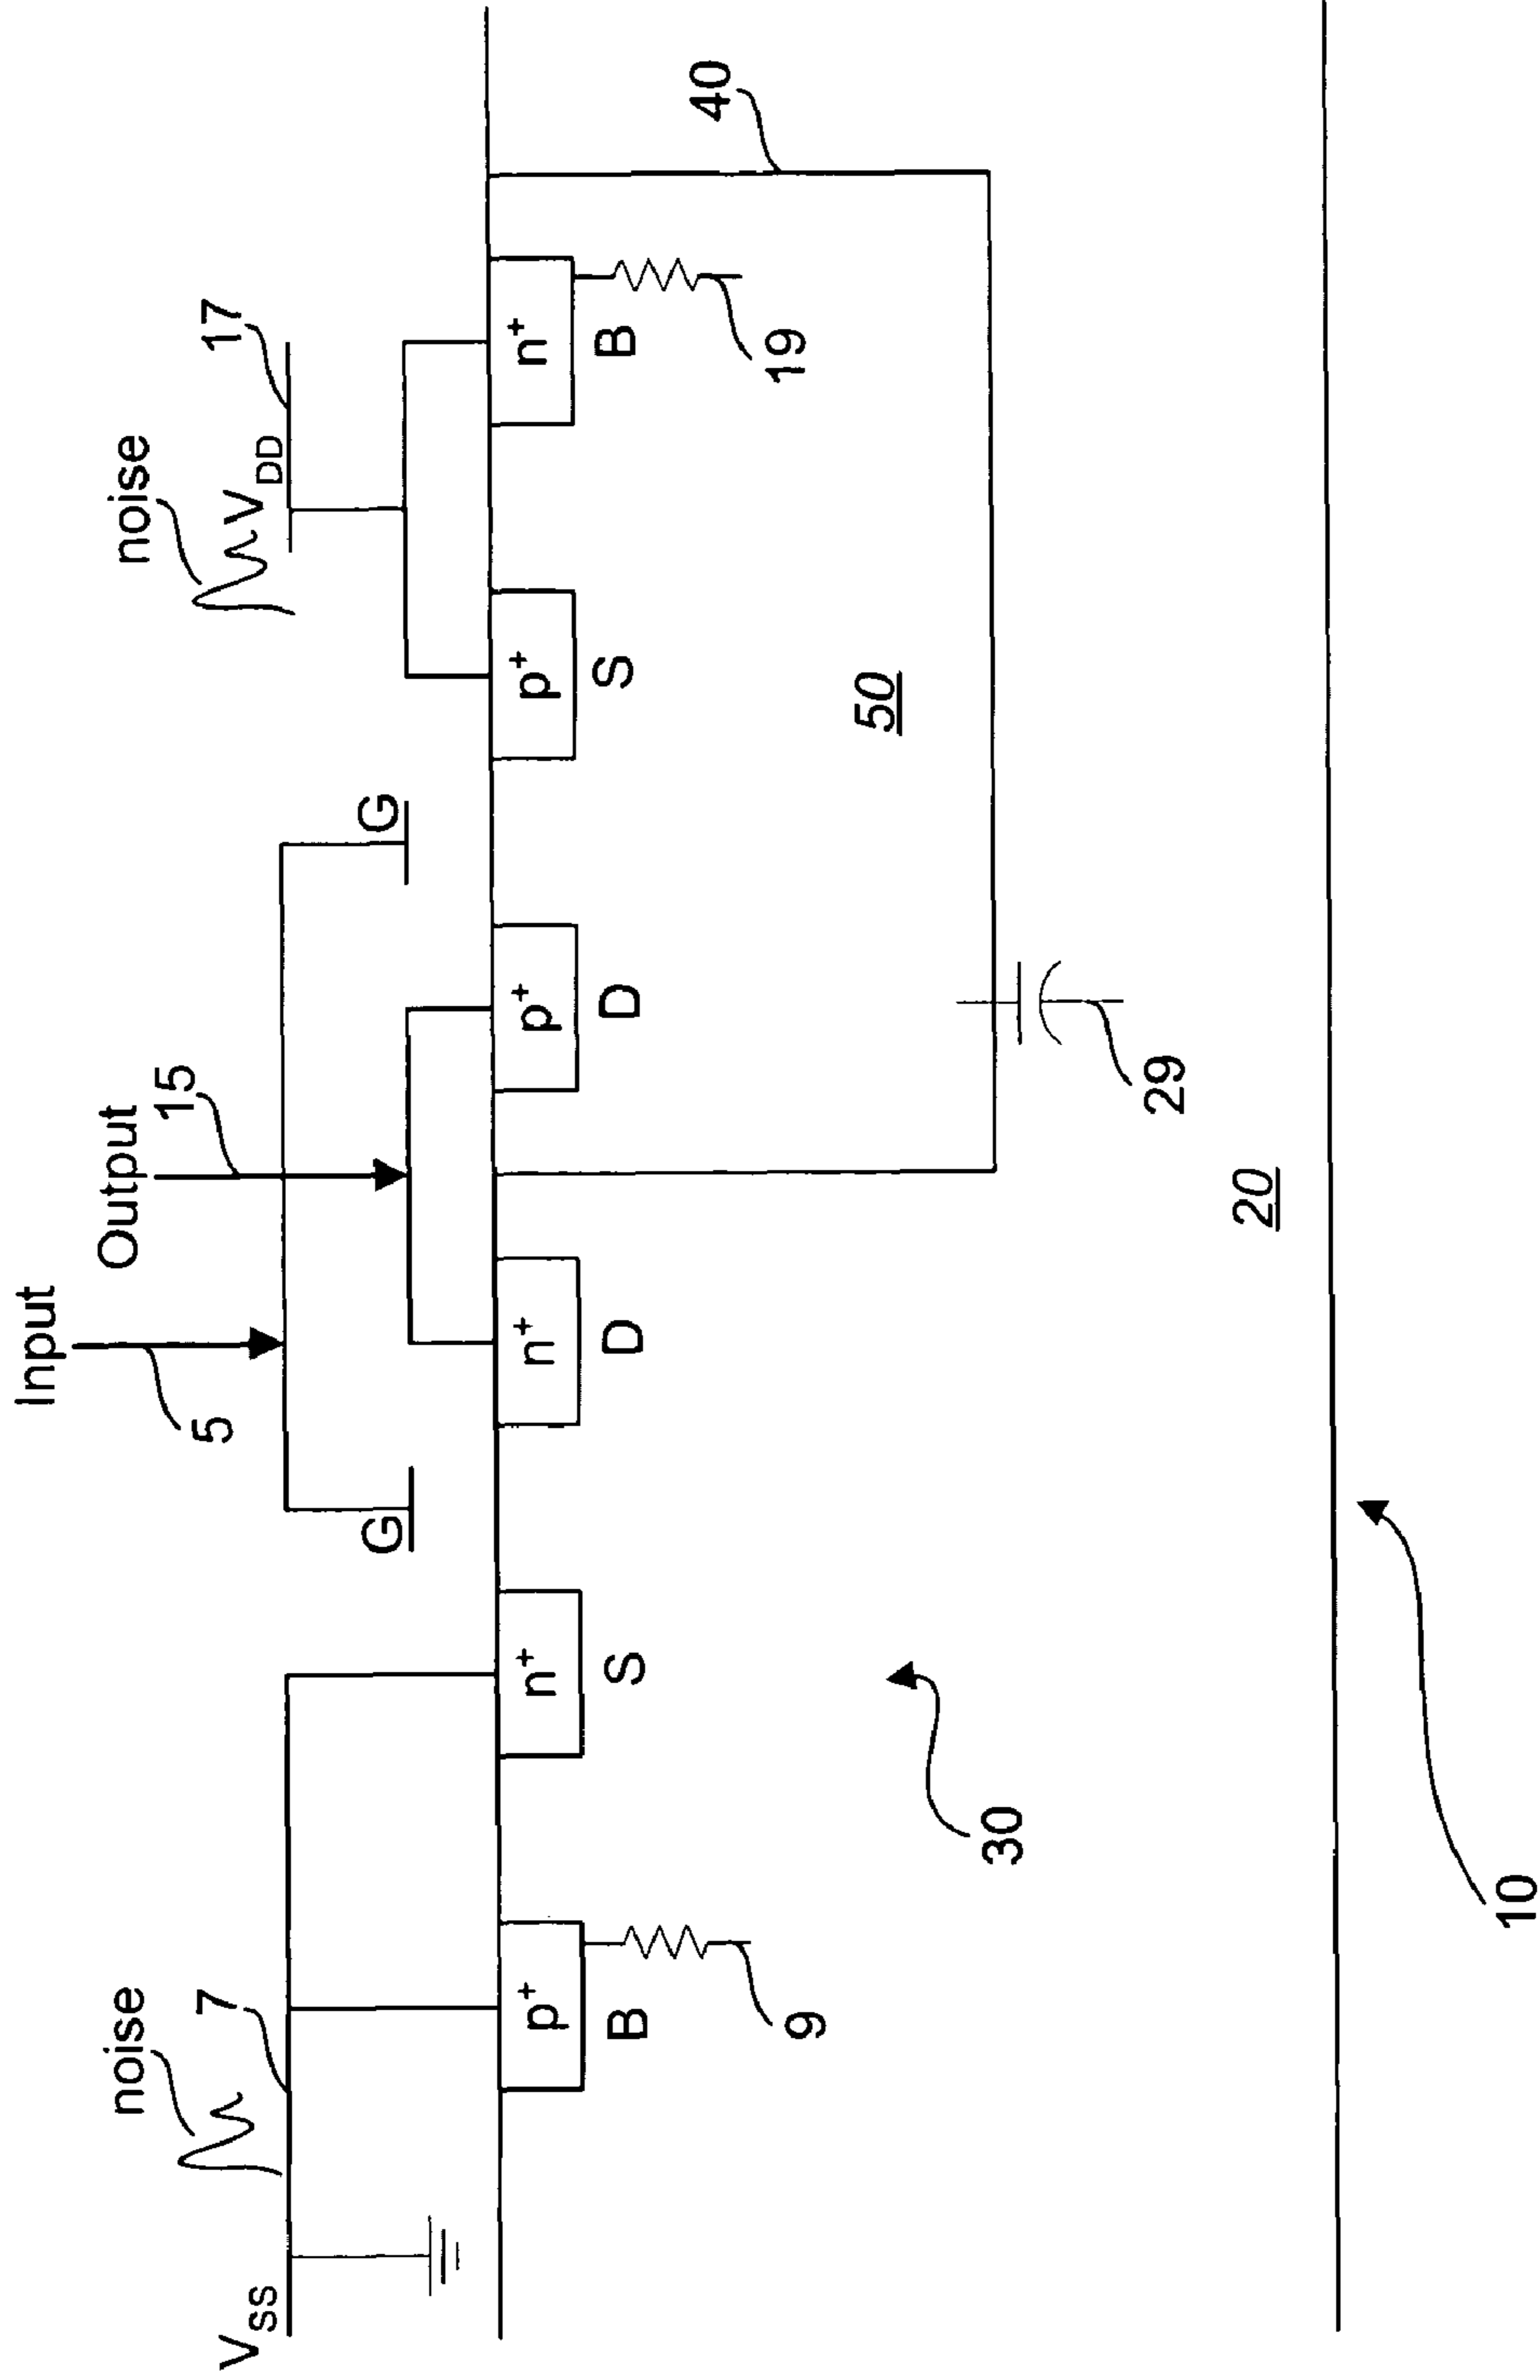 Input
Output
noise
noise
5
15
7
17
V_SS
V_DD
G
G
p+
n+
n+
p+
p+
n+
B
S
D
D
S
B
9
19
40
30
50
29
20
10